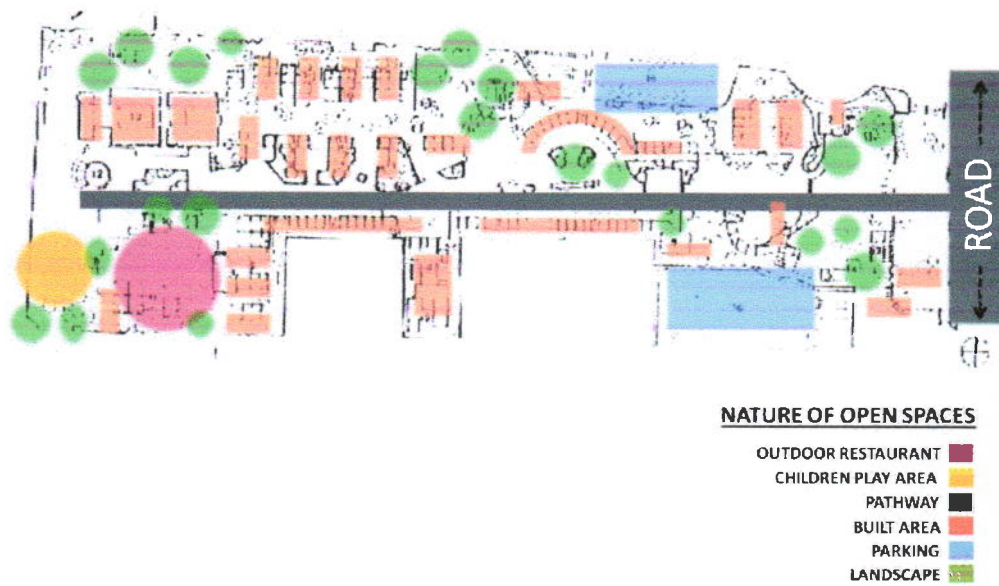 ROAD
NATURE OF OPEN SPACES
OUTDOOR RESTAURANT
CHILDREN PLAY AREA
PATHWAY
BUILT AREA
PARKING
LANDSCAPE